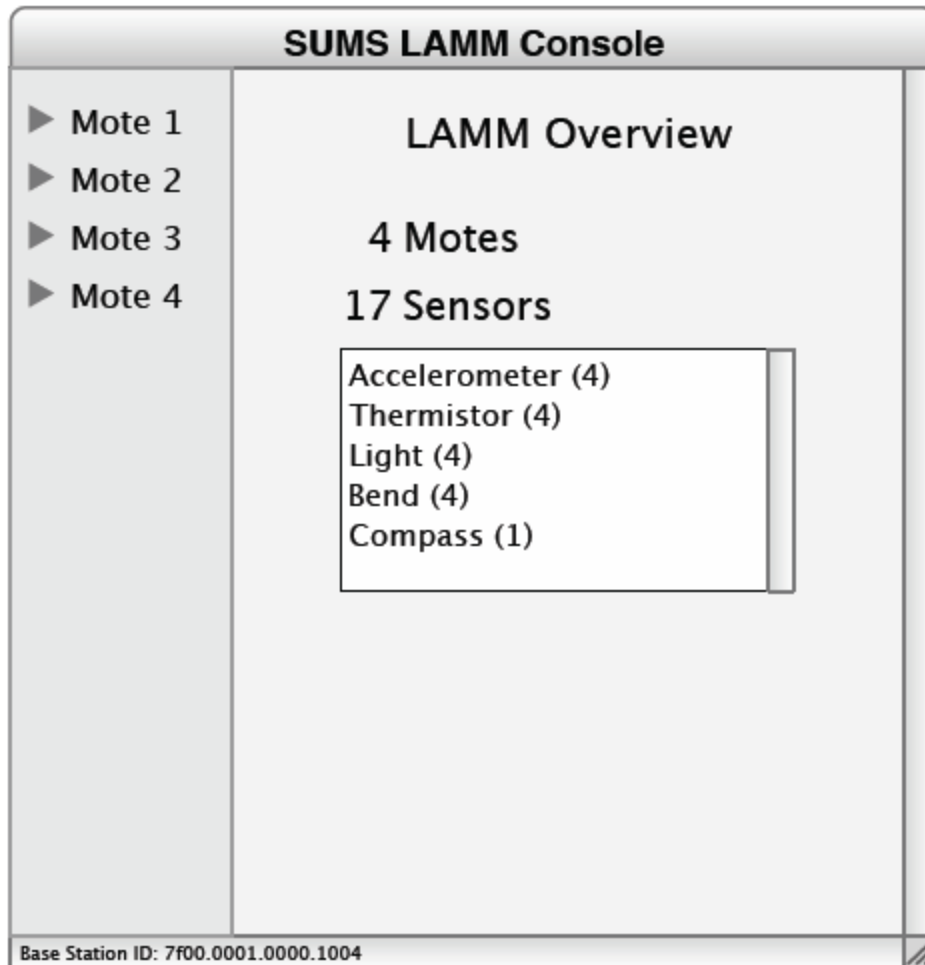 SUMS LAMM Console
Mote 1
Mote 2
Mote 3
Mote 4
LAMM Overview
4 Motes
17 Sensors
Accelerometer (4)
Thermistor (4)
Light (4)
Bend (4)
Compass (1)
Base Station ID: 7f00.0001.0000.1004